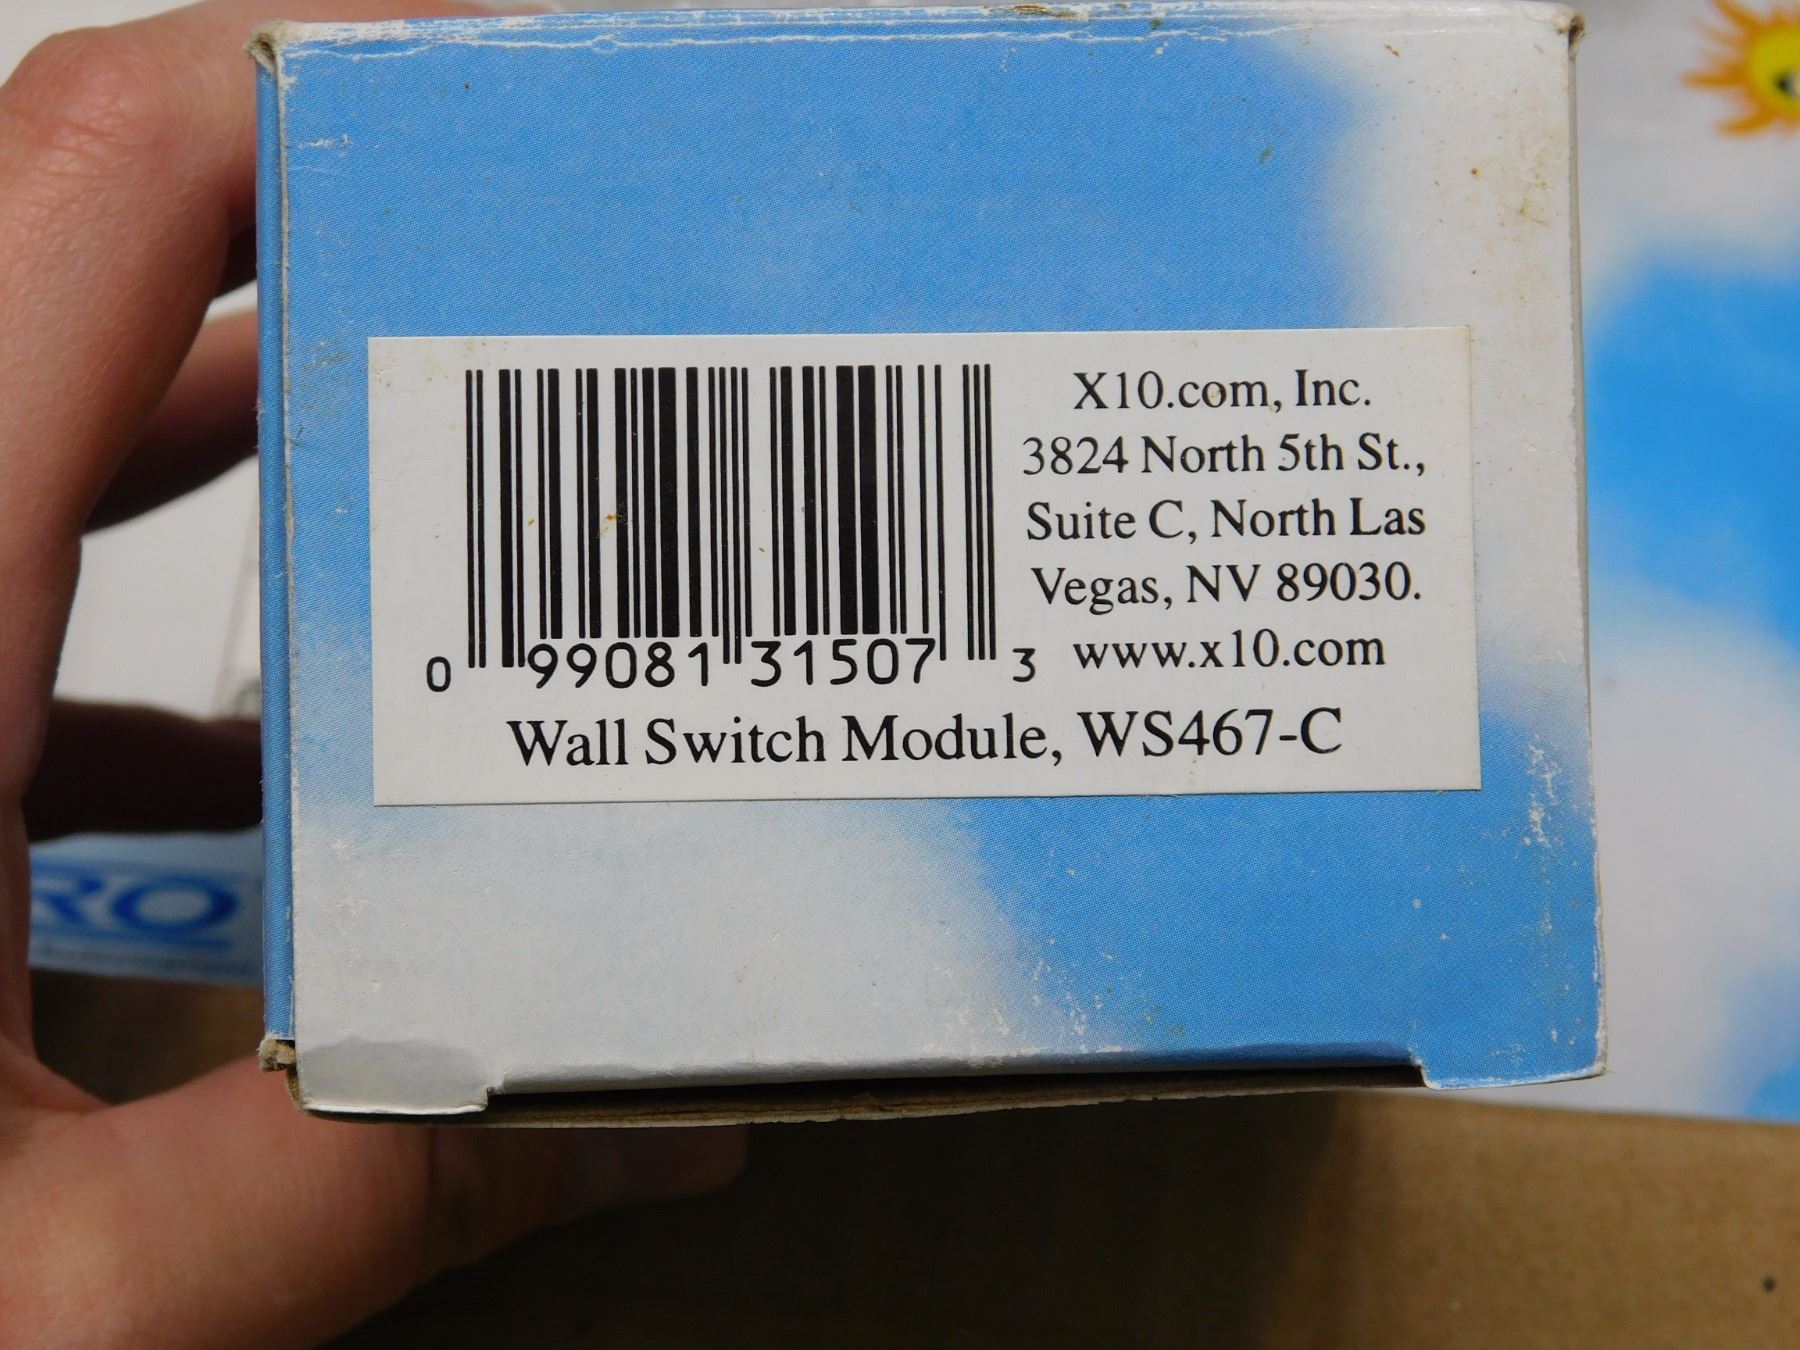 X10.com, Inc.
3824 North 5th St.,
Suite C, North Las
Vegas, NV 89030.
www.x10.com
0 99081 31507 3
Wall Switch Module, WS467-C
RO